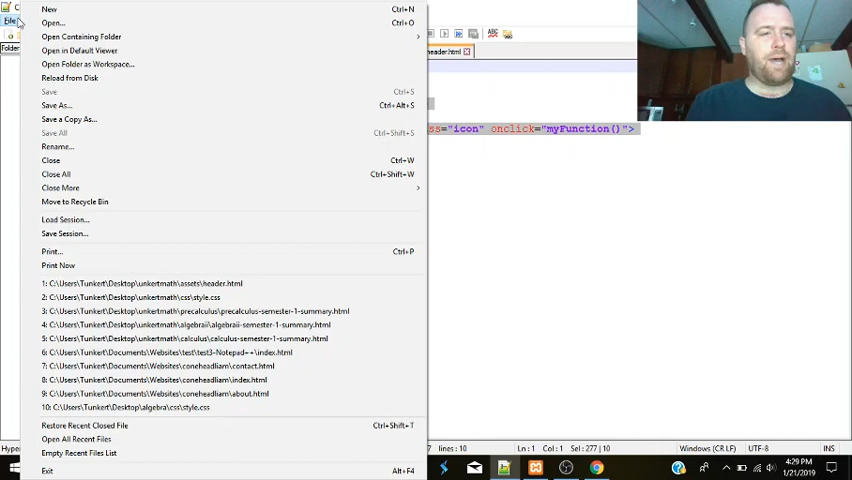 File
Folder
New Ctrl+N
Open... Ctrl+O
Open Containing Folder
Open in Default Viewer
Open Folder as Workspace...
Reload from Disk
Save Ctrl+S
Save As... Ctrl+Alt+S
Save a Copy As...
Save All Ctrl+Shift+S
Rename...
Close Ctrl+W
Close All Ctrl+Shift+W
Close More
Move to Recycle Bin
Load Session...
Save Session...
Print... Ctrl+P
Print Now
1: C:\Users\Tunkert\Desktop\unkertmath\assets\header.html
2: C:\Users\Tunkert\Desktop\unkertmath\css\style.css
3: C:\Users\Tunkert\Desktop\unkertmath\precalculus\precalculus-semester-1-summary.html
4: C:\Users\Tunkert\Desktop\unkertmath\algebraii\algebraii-semester-1-summary.html
5: C:\Users\Tunkert\Desktop\unkertmath\calculus\calculus-semester-1-summary.html
6: C:\Users\Tunkert\Documents\Websites\test\test3-Notepad++\index.html
7: C:\Users\Tunkert\Documents\Websites\coneheadliam\contact.html
8: C:\Users\Tunkert\Documents\Websites\coneheadliam\index.html
9: C:\Users\Tunkert\Documents\Websites\coneheadliam\about.html
10: C:\Users\Tunkert\Desktop\algebra\css\style.css
Restore Recent Closed File Ctrl+Shift+T
Open All Recent Files
Empty Recent Files List
Exit Alt+F4
ABC
header.html
ss="icon" onclick="myFunction()">
Hyper
7 lines : 10 Ln : 1 Col : 1 Sel : 277 | 10 Windows (CR LF) UTF-8 INS
4:29 PM
1/21/2019